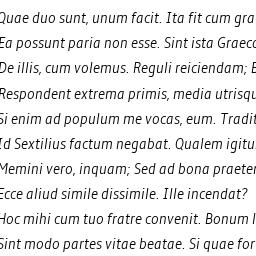 Quae duo sunt, unum facit. Ita fit cum gra
Ea possunt paria non esse. Sint ista Graeco
De illis, cum volemus. Reguli reiciendam; E
Respondent extrema primis, media utrisqu
Si enim ad populum me vocas, eum. Tradit
Id Sextilius factum negabat. Qualem igitu
Memini vero, inquam; Sed ad bona praeter
Ecce aliud simile dissimile. Ille incendat?
Hoc mihi cum tuo fratre convenit. Bonum l
Sint modo partes vitae beatae. Si quae for